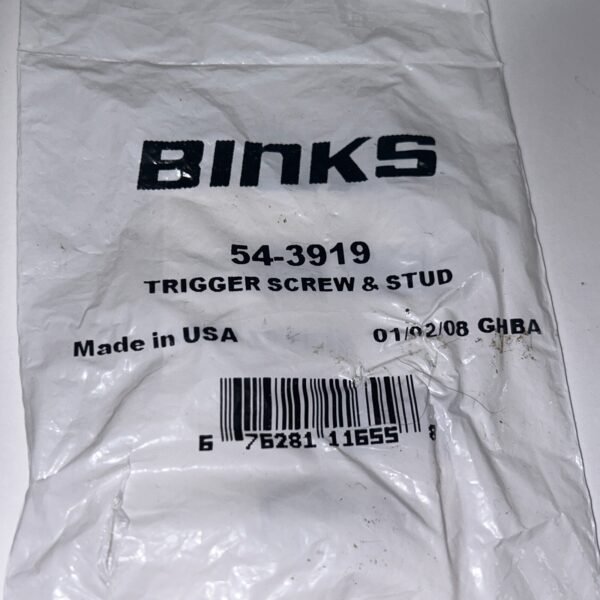 BINKS
54-3919
TRIGGER SCREW & STUD
Made in USA 01/02/08 GHBA
6 76281 11655 8